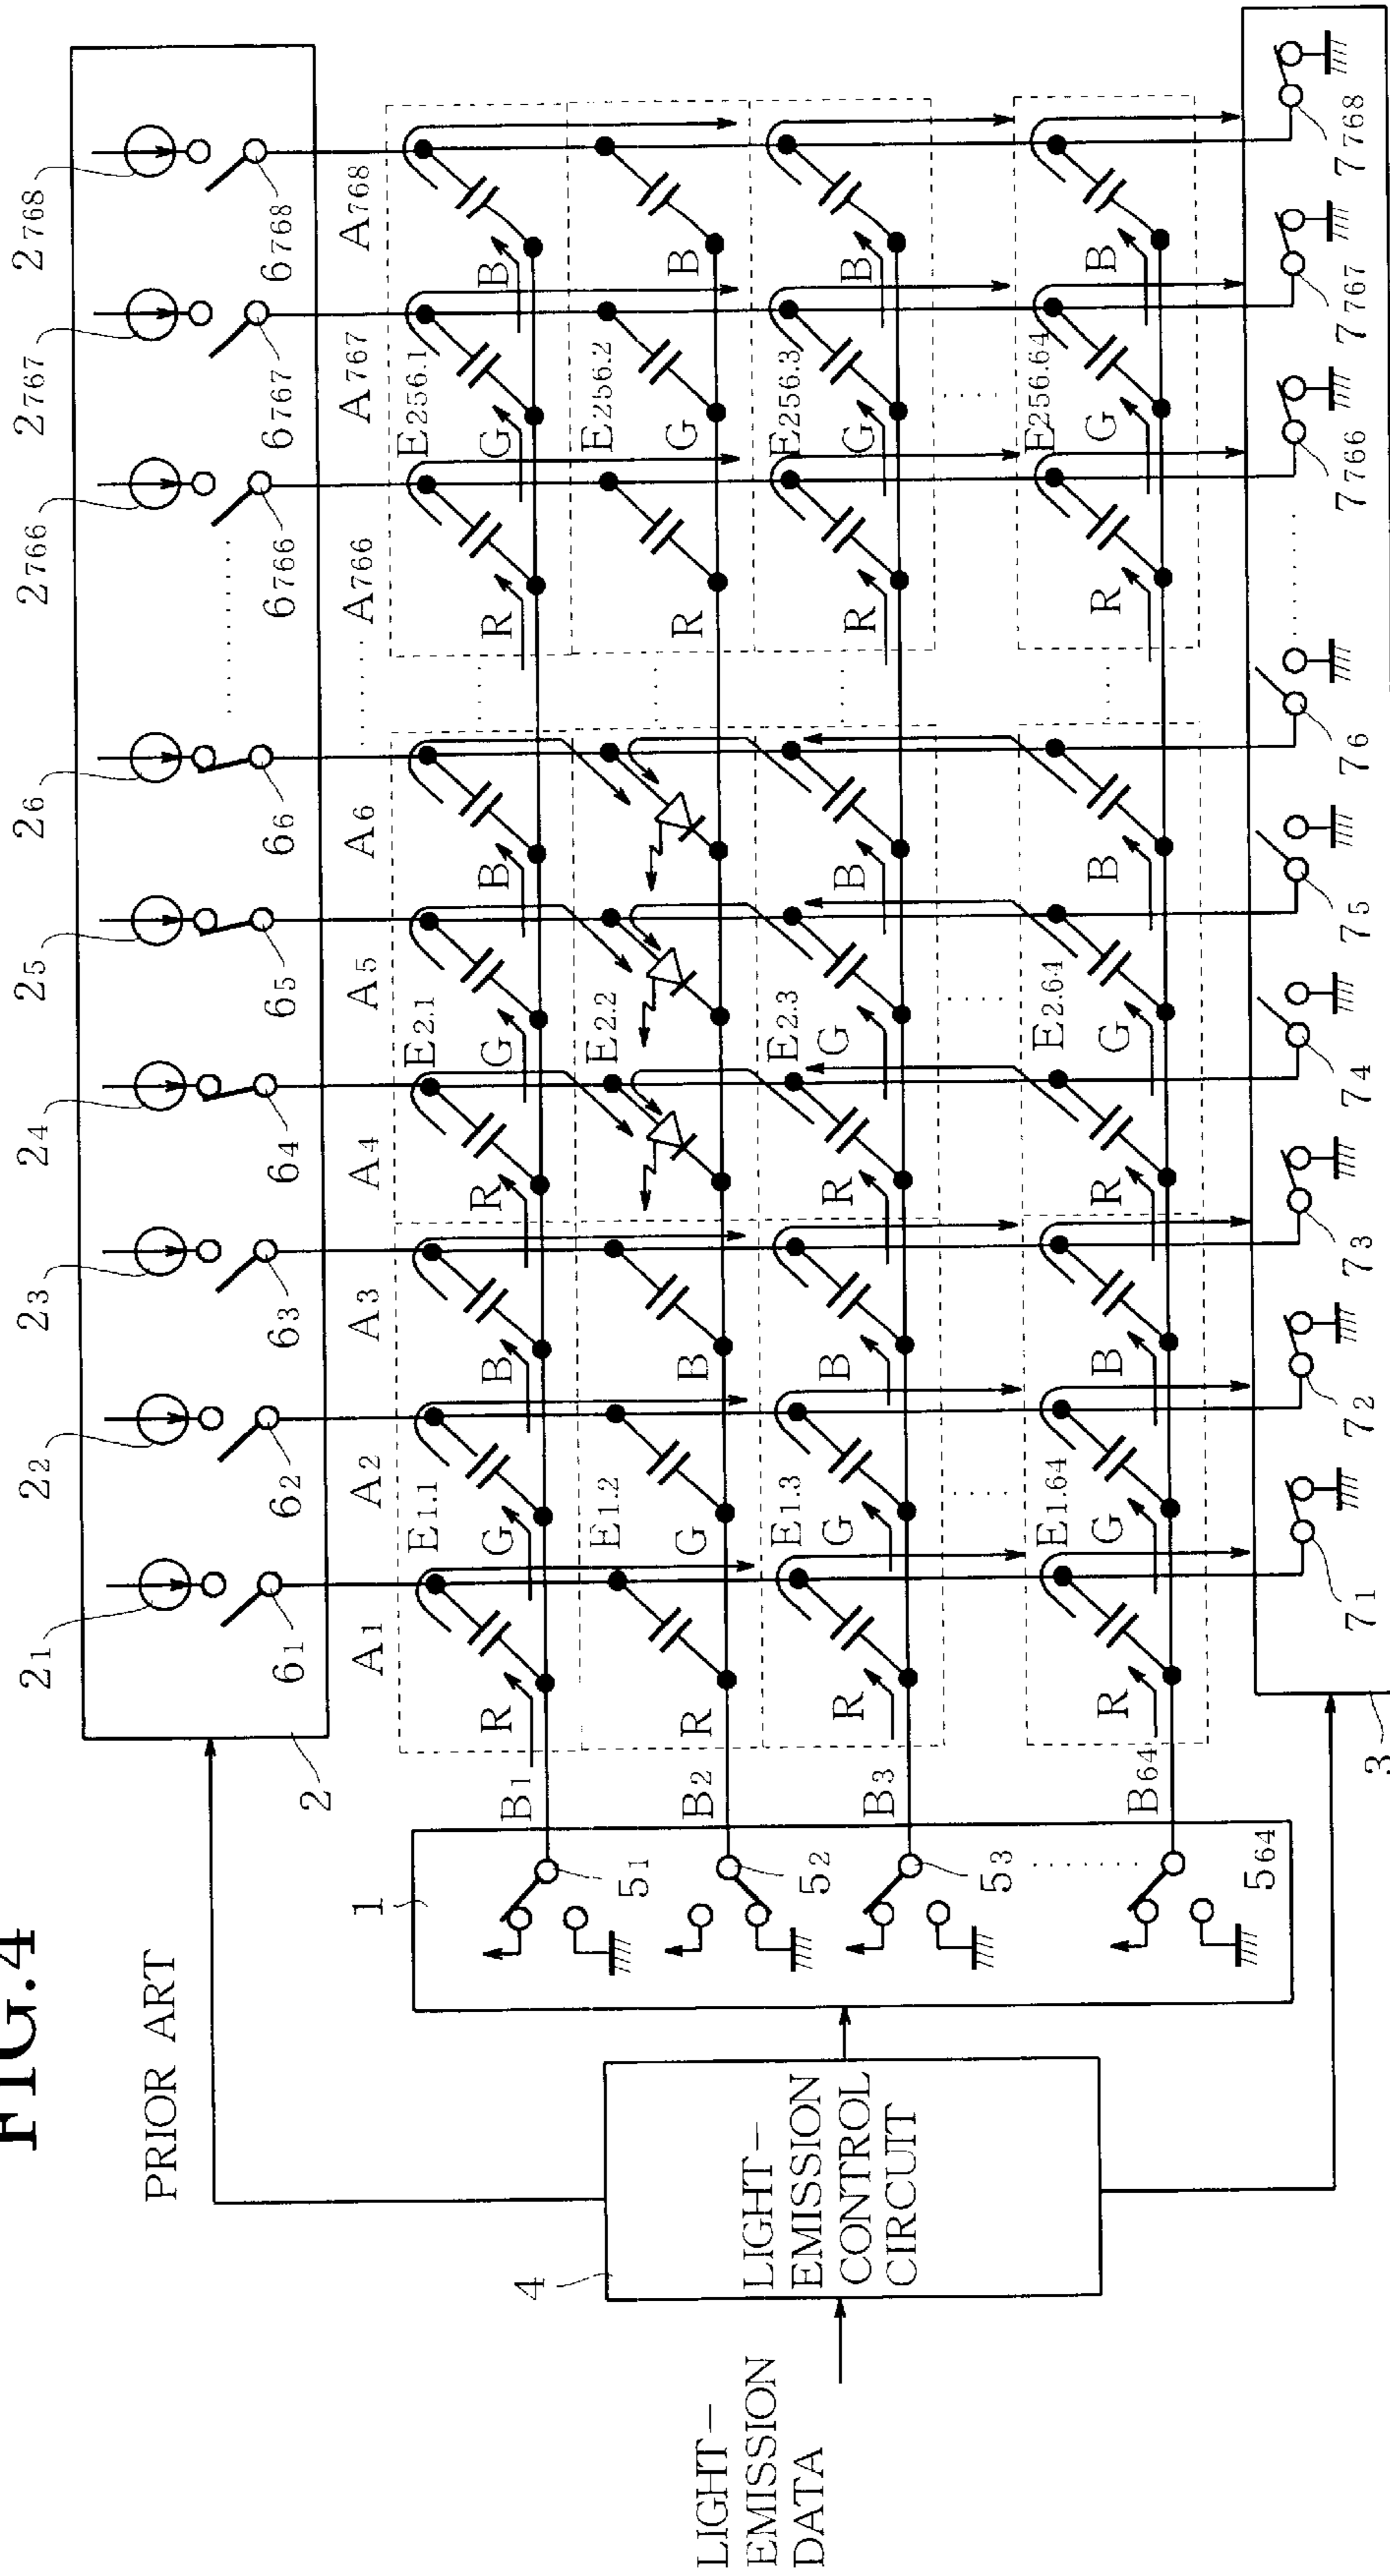 FIG.4
PRIOR ART
2₁ 2₂ 2₃ 2₄ 2₅ 2₆ 2₇₆₆ 2₇₆₇ 2₇₆₈
6₁ 6₂ 6₃ 6₄ 6₅ 6₆ 6₇₆₆ 6₇₆₇ 6₇₆₈
2
A₁ A₂ A₃ A₄ A₅ A₆ A₇₆₆ A₇₆₇ A₇₆₈
1
E₁.₁ E₂.₁ E₂₅₆.₁
B₁ R G B R G B R G B
5₁
E₁.₂ E₂.₂ E₂₅₆.₂
B₂ R G B R G B
5₂
E₁.₃ E₂.₃ E₂₅₆.₃
B₃ R G B R G B R G B
5₃
E₁.₆₄ E₂.₆₄ E₂₅₆.₆₄
B₆₄ R G B R G B R G B
5₆₄
7₁ 7₂ 7₃ 7₄ 7₅ 7₆ 7₇₆₆ 7₇₆₇ 7₇₆₈
3
4
LIGHT-
EMISSION
CONTROL
CIRCUIT
LIGHT-
EMISSION
DATA